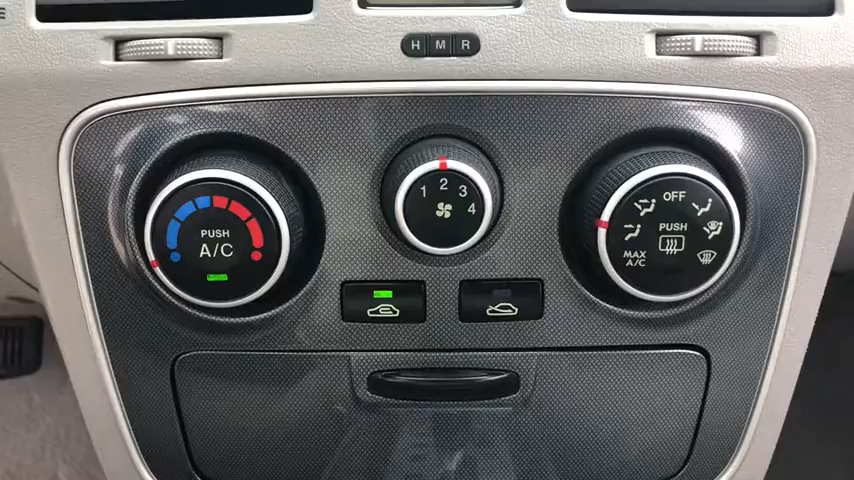 E
H M R
PUSH
A/C
1 2 3 4
OFF
PUSH
MAX
A/C